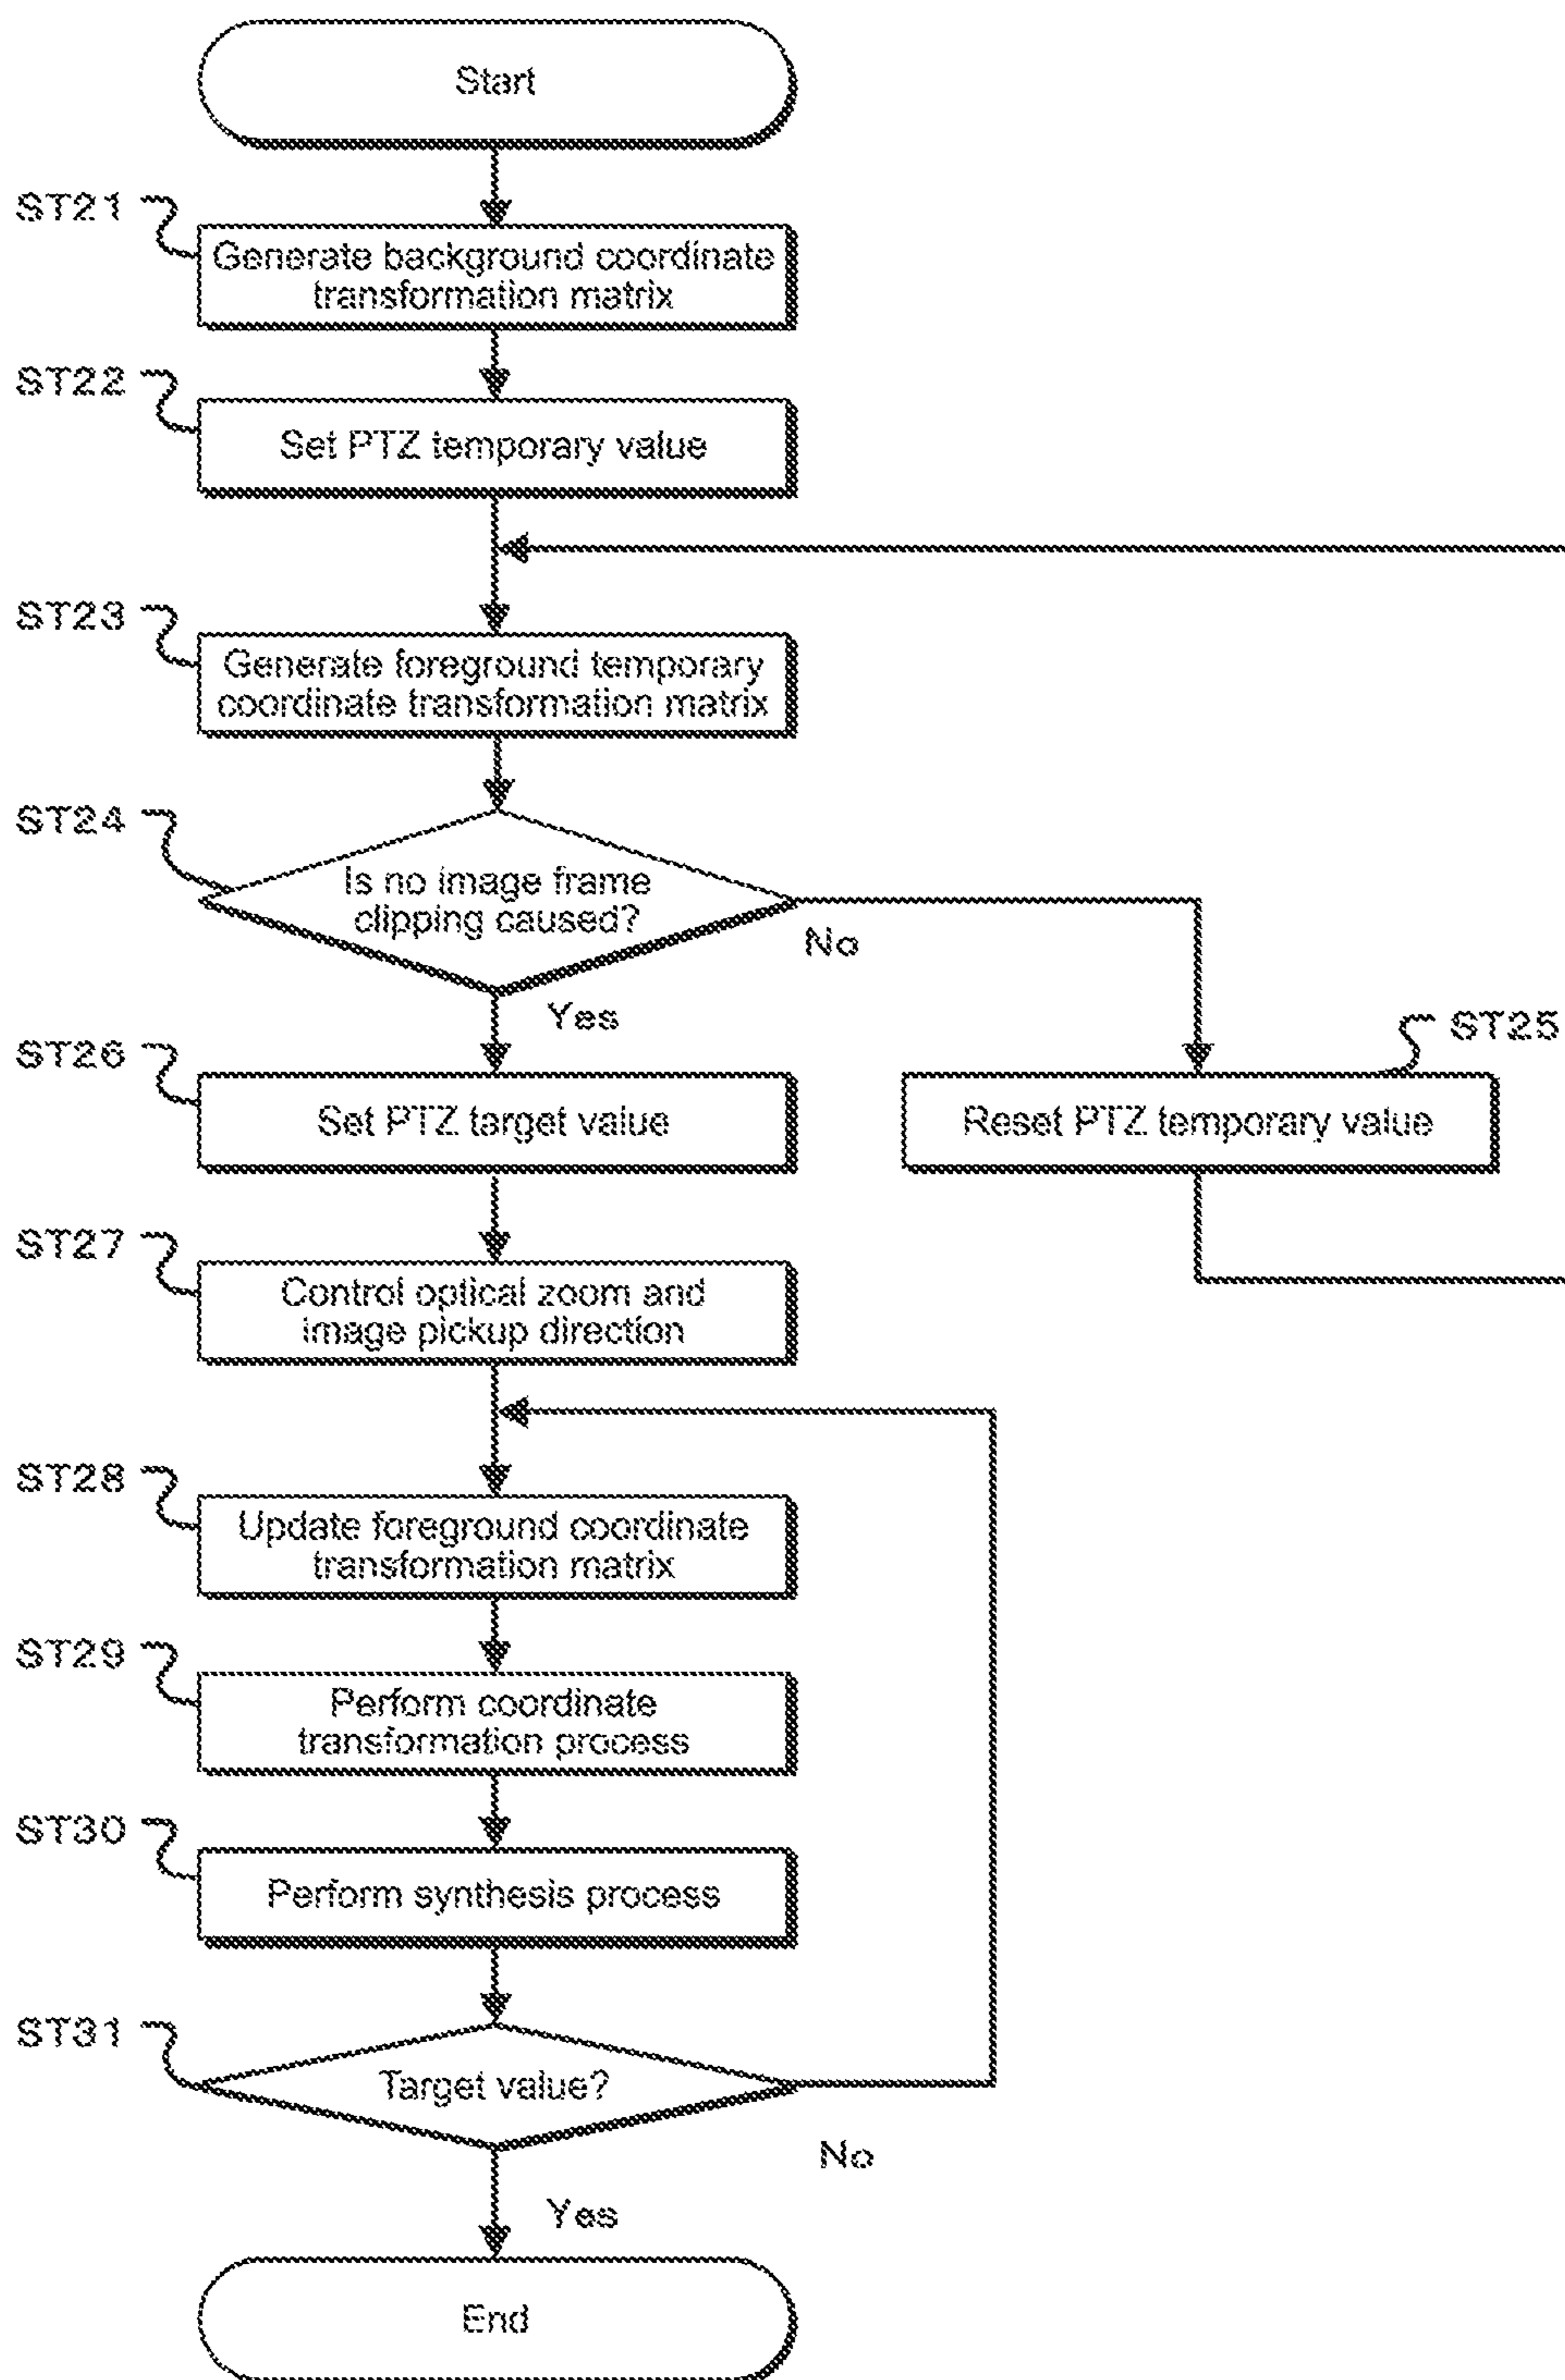 Start
ST21
Generate background coordinate
transformation matrix
ST22
Set PTZ temporary value
ST23
Generate foreground temporary
coordinate transformation matrix
ST24
Is no image frame
clipping caused?
No
Yes
ST25
Reset PTZ temporary value
ST26
Set PTZ target value
ST27
Control optical zoom and
image pickup direction
ST28
Update foreground coordinate
transformation matrix
ST29
Perform coordinate
transformation process
ST30
Perform synthesis process
ST31
Target value?
No
Yes
End